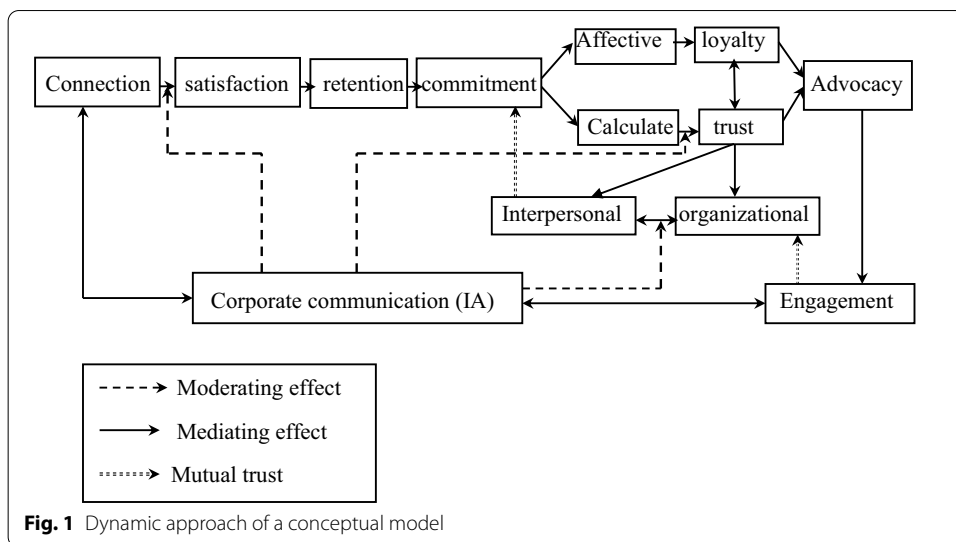 Affective
loyalty
Connection
satisfaction
retention
commitment
Advocacy
Calculate
trust
Interpersonal
organizational
Corporate communication (IA)
Engagement
Moderating effect
Mediating effect
Mutual trust
Fig. 1 Dynamic approach of a conceptual model